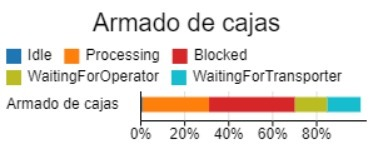 Armado de cajas
Idle Processing Blocked
WaitingForOperator WaitingForTransporter
Armado de cajas
0% 20% 40% 60% 80%